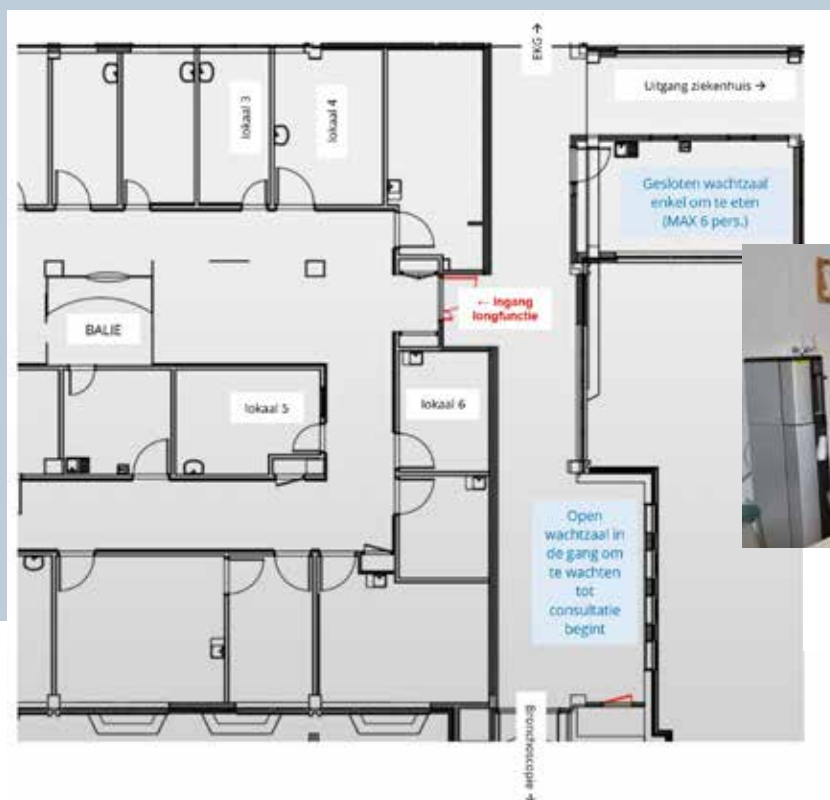 EKG →
Uitgang ziekenhuis →
lokaal 3
lokaal 4
Gesloten wachtzaal
enkel om te eten
(MAX 6 pers.)
← Ingang
longfunctie
BALIE
lokaal 5
lokaal 6
Open
wachtzaal in
de gang om
te wachten
tot
consultatie
begint
Bronchoscopie →